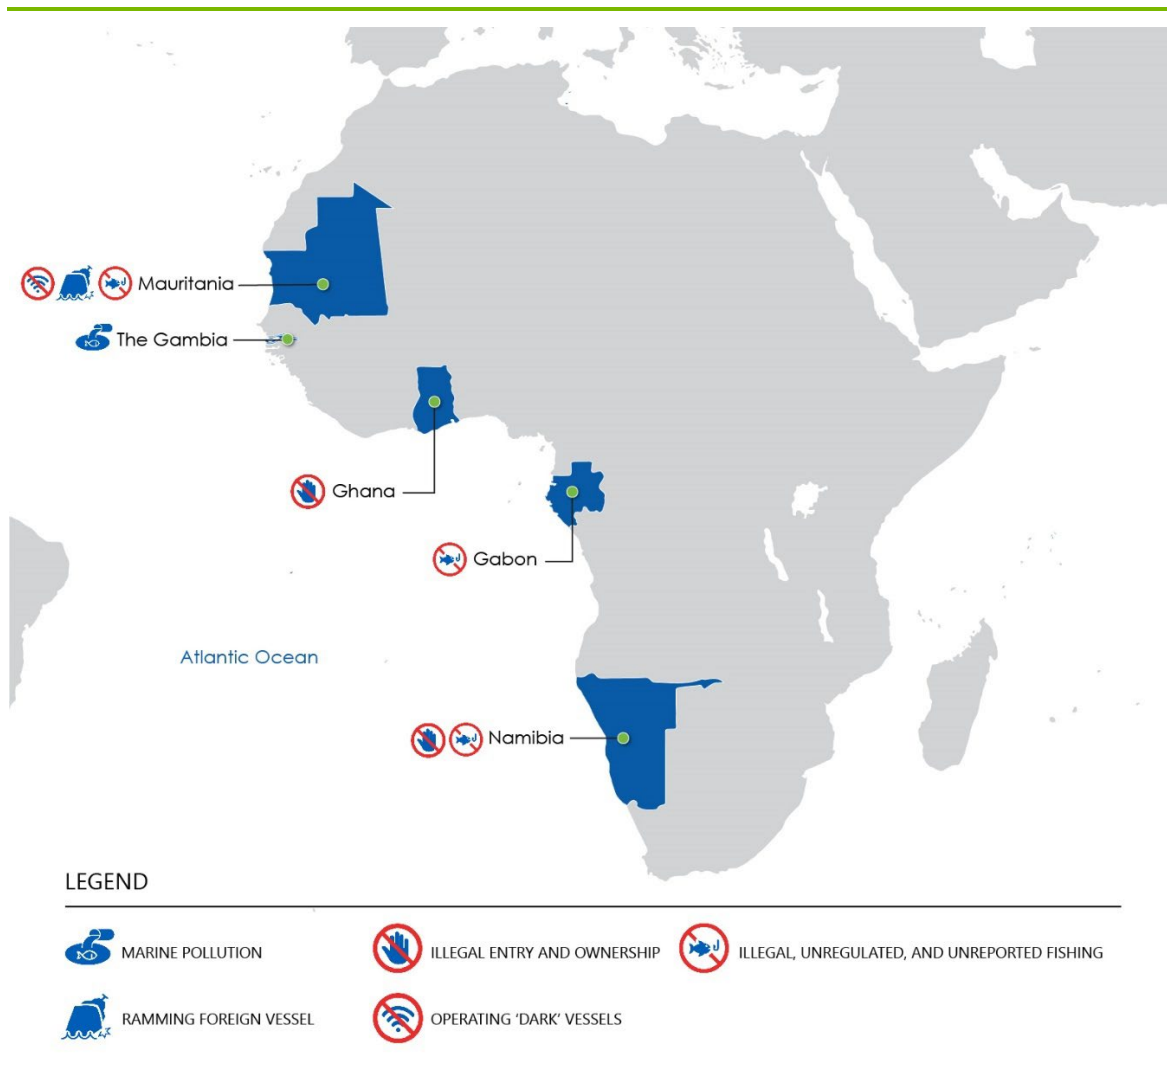 Mauritania
The Gambia
Ghana
Gabon
Atlantic Ocean
Namibia
LEGEND
MARINE POLLUTION
ILLEGAL ENTRY AND OWNERSHIP
ILLEGAL, UNREGULATED, AND UNREPORTED FISHING
RAMMING FOREIGN VESSEL
OPERATING ‘DARK’ VESSELS